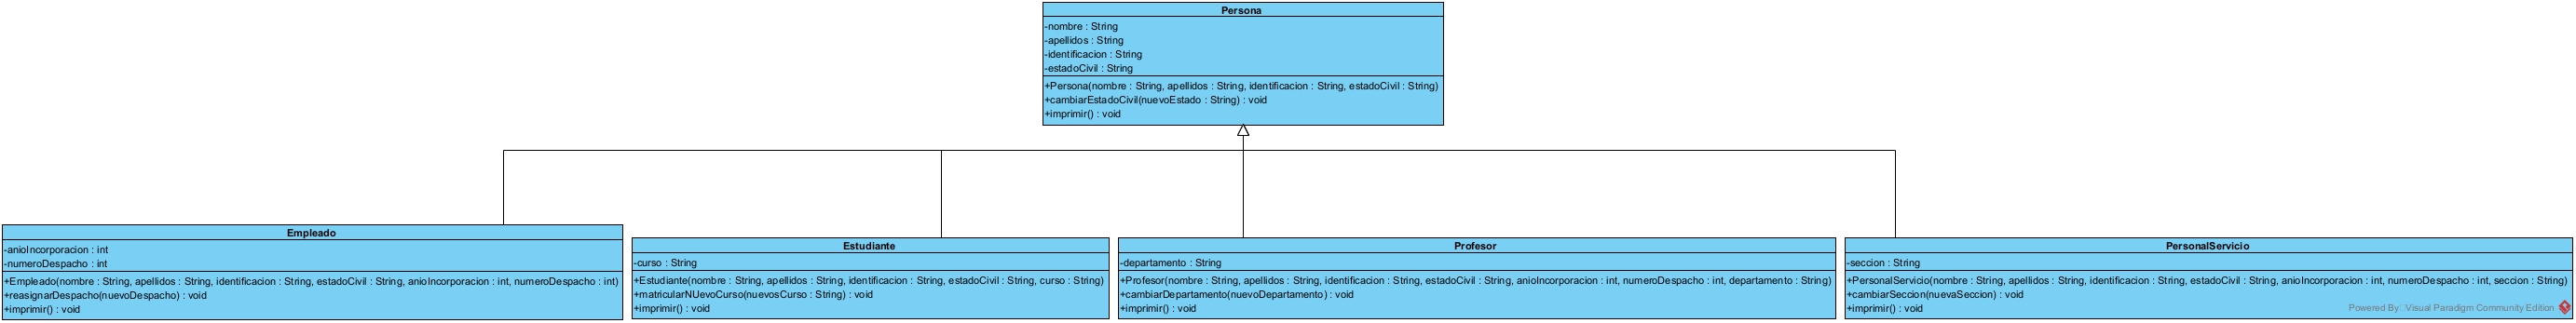 Persona
-nombre : String
-apellidos : String
-identificacion : String
-estadoCivil : String
+Persona(nombre : String, apellidos : String, identificacion : String, estadoCivil : String)
+cambiarEstadoCivil(nuevoEstado : String) : void
+imprimir() : void
Empleado
-anioIncorporacion : int
-numeroDespacho : int
+Empleado(nombre : String, apellidos : String, identificacion : String, estadoCivil : String, anioIncorporacion : int, numeroDespacho : int)
+reasignarDespacho(nuevoDespacho) : void
+imprimir() : void
Estudiante
-curso : String
+Estudiante(nombre : String, apellidos : String, identificacion : String, estadoCivil : String, curso : String)
+matricularNUevoCurso(nuevosCurso : String) : void
+imprimir() : void
Profesor
-departamento : String
+Profesor(nombre : String, apellidos : String, identificacion : String, estadoCivil : String, anioIncorporacion : int, numeroDespacho : int, departamento : String)
+cambiarDepartamento(nuevoDepartamento) : void
+imprimir() : void
PersonalServicio
-seccion : String
+PersonalServicio(nombre : String, apellidos : String, identificacion : String, estadoCivil : String, anioIncorporacion : int, numeroDespacho : int, seccion : String)
+cambiarSeccion(nuevaSeccion) : void
+imprimir() : void
Powered By Visual Paradigm Community Edition